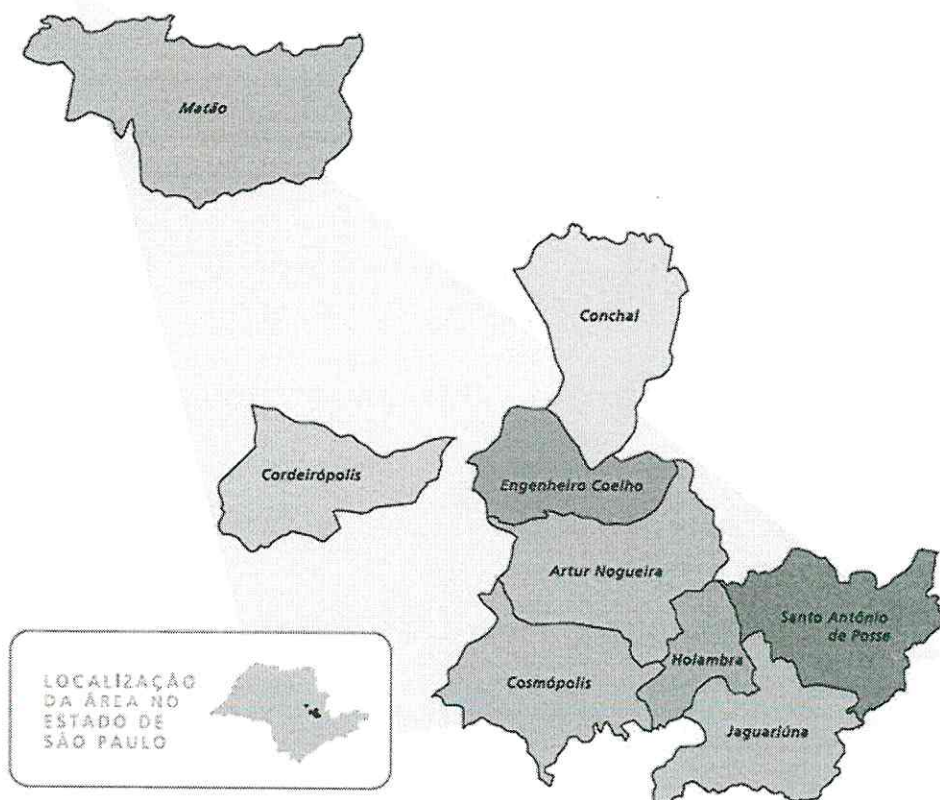 Matão
Conchal
Cordeirópolis
Engenheiro Coelho
Artur Nogueira
Santo Antônio
de Posse
Holambra
Cosmópolis
Jaguariúna
LOCALIZAÇÃO
DA ÁREA NO
ESTADO DE
SÃO PAULO